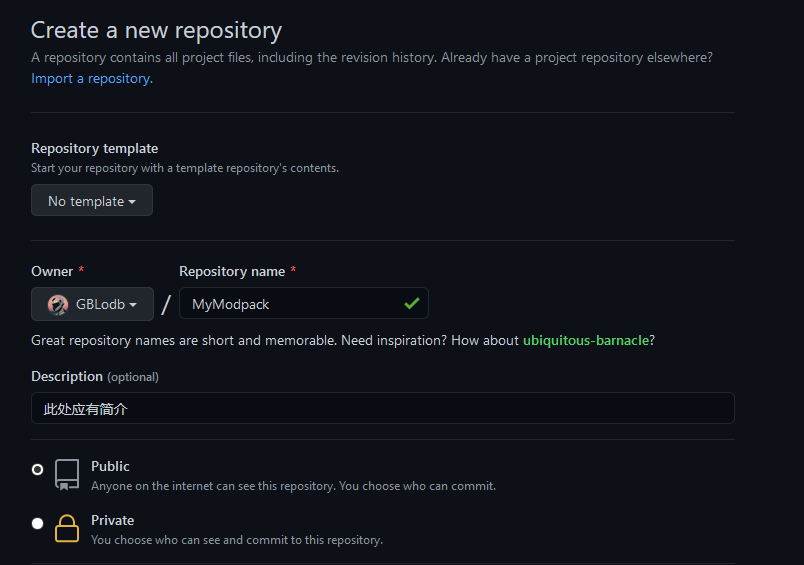 Create a new repository
A repository contains all project files, including the revision history. Already have a project repository elsewhere?
Import a repository.
Repository template
Start your repository with a template repository's contents.
No template
Owner *
Repository name *
GBLodb / MyModpack
Great repository names are short and memorable. Need inspiration? How about ubiquitous-barnacle?
Description (optional)
此处应有简介
Public
Anyone on the internet can see this repository. You choose who can commit.
Private
You choose who can see and commit to this repository.